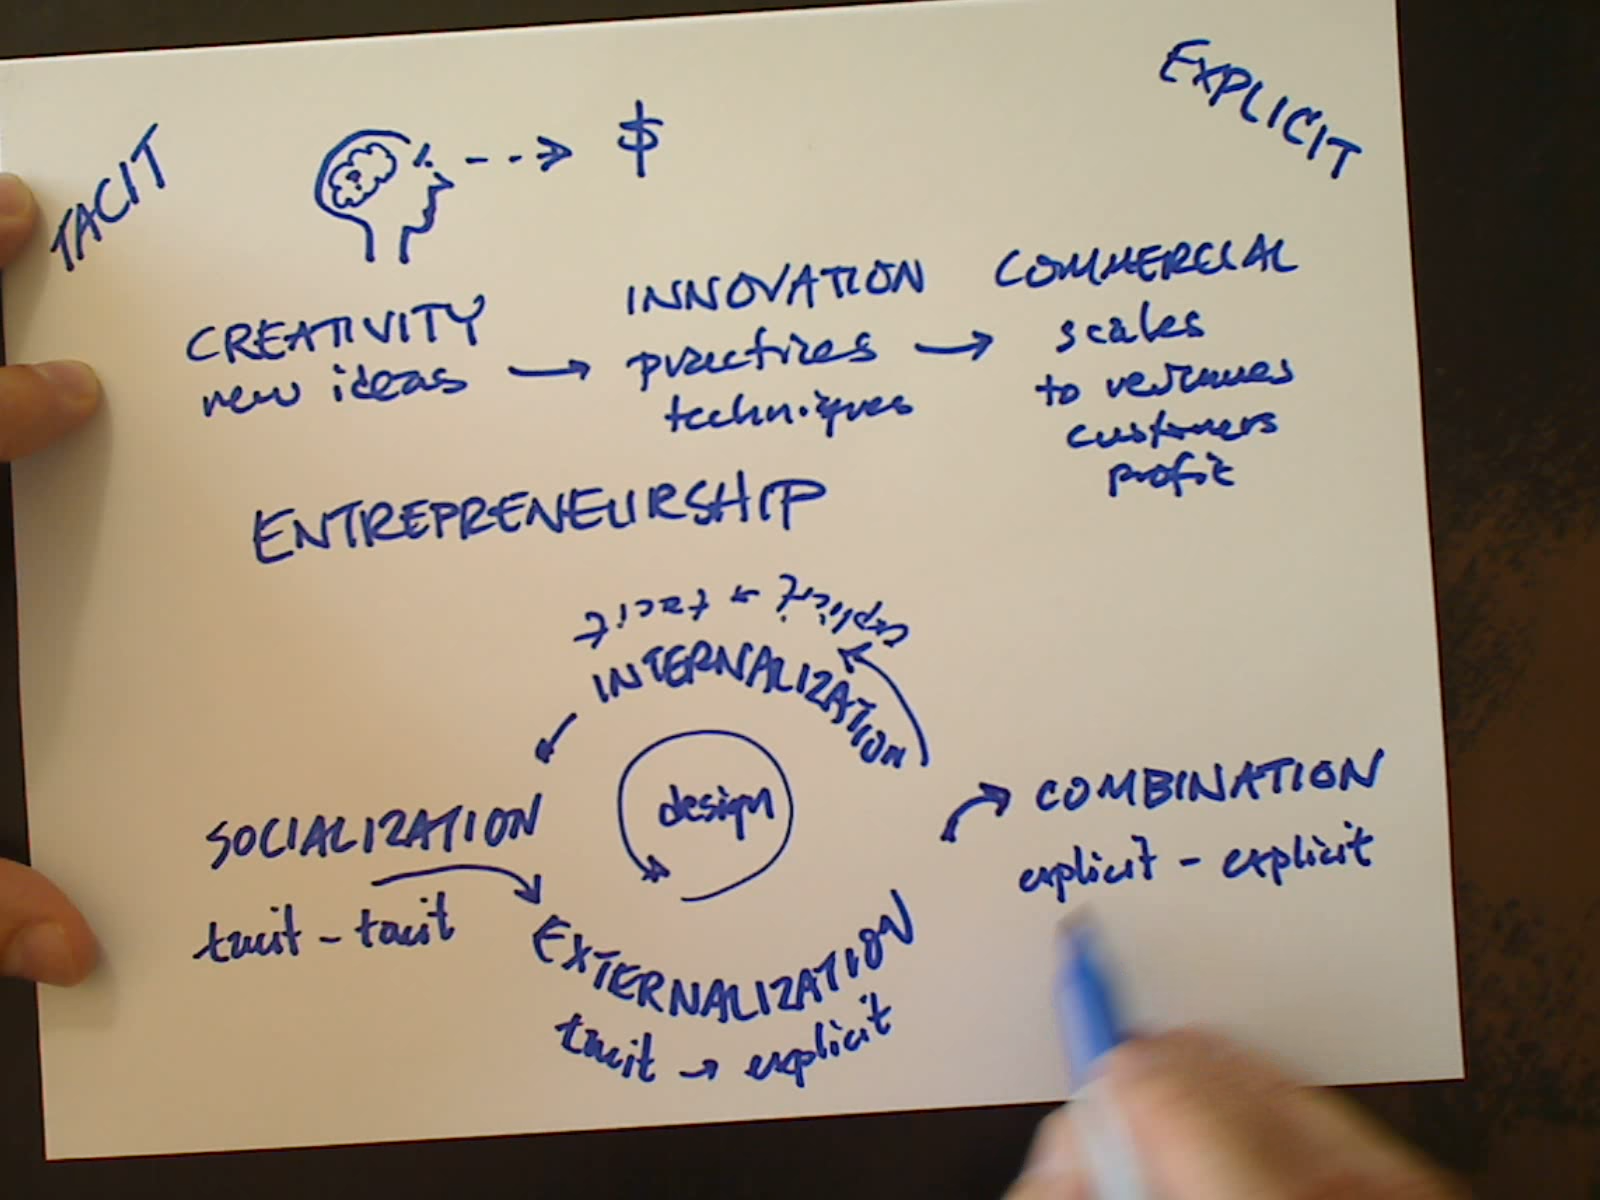 TACIT
EXPLICIT
$
CREATIVITY
new ideas
INNOVATION
practices
techniques
COMMERCIAL
scales
to revenues
customers
profit
ENTREPRENEURSHIP
explicit → tacit
INTERNALIZATION
design
SOCIALIZATION
tacit - tacit
COMBINATION
explicit - explicit
EXTERNALIZATION
tacit → explicit